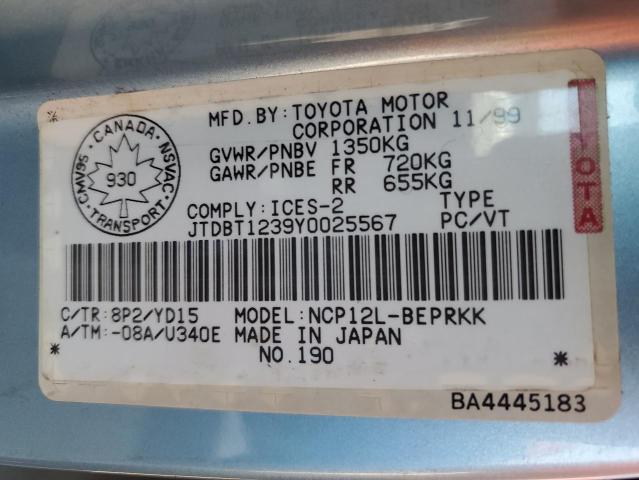 MFD. BY: TOYOTA MOTOR
CORPORATION 11/99
GVWR/PNBV 1350KG
GAWR/PNBE FR 720KG
RR 655KG
COMPLY: ICES-2 TYPE
JTDBT1239Y0025567 PC/VT
C/TR: 8P2/YD15 MODEL: NCP12L-BEPRKK
A/TM: -08A/U340E MADE IN JAPAN
* NO.190 *
BA4445183
CANADA
CMVSS NSVAC
930
TRANSPORT
TOYOTA